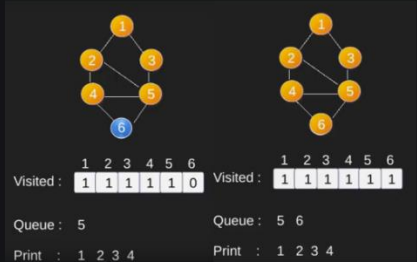 1
2 3
4 5
6
1 2 3 4 5 6
Visited : 1 1 1 1 1 0
Queue : 5
Print : 1 2 3 4
1
2 3
4 5
6
1 2 3 4 5 6
Visited : 1 1 1 1 1 1
Queue : 5 6
Print : 1 2 3 4